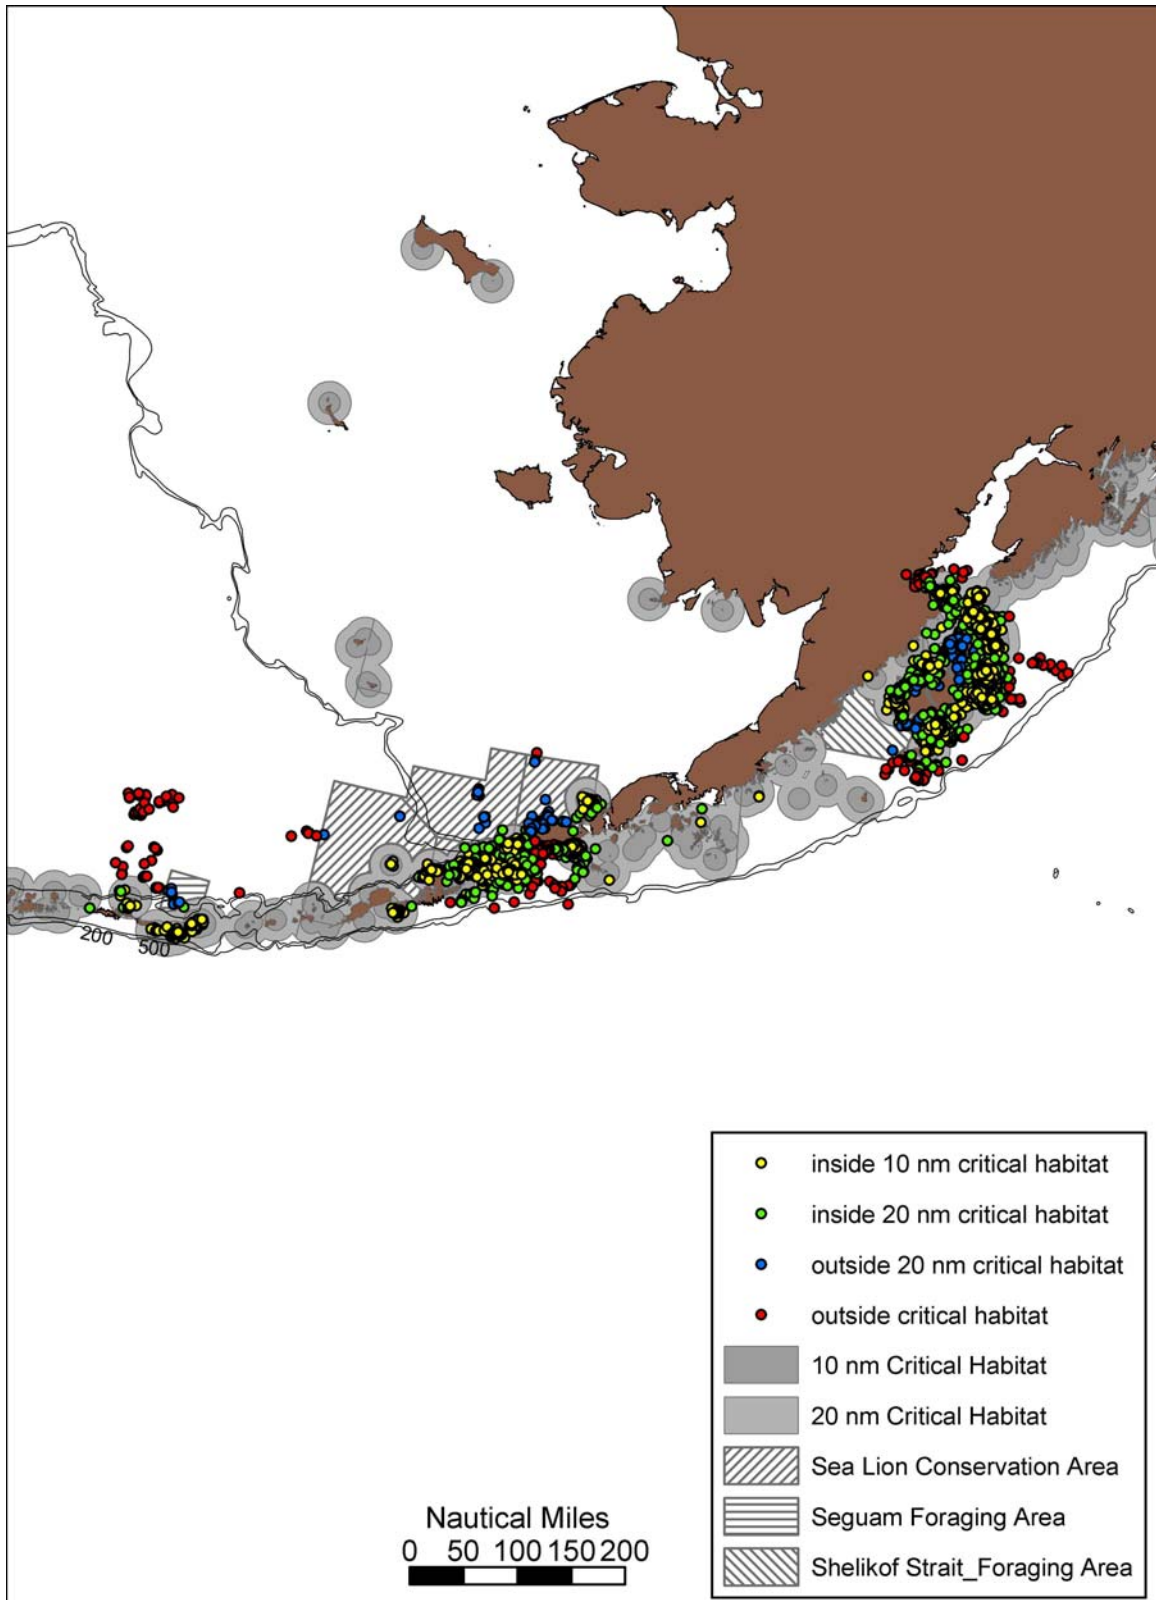 200
500
inside 10 nm critical habitat
inside 20 nm critical habitat
outside 20 nm critical habitat
outside critical habitat
10 nm Critical Habitat
20 nm Critical Habitat
Sea Lion Conservation Area
Seguam Foraging Area
Shelikof Strait_Foraging Area
Nautical Miles
0 50 100 150 200